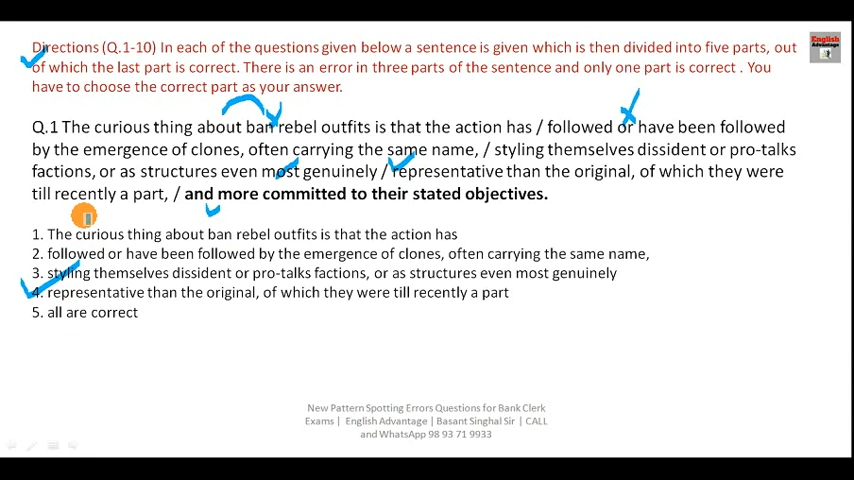 Directions (Q.1-10) In each of the questions given below a sentence is given which is then divided into five parts, out
of which the last part is correct. There is an error in three parts of the sentence and only one part is correct . You
have to choose the correct part as your answer.
English
Advantage
Q.1 The curious thing about ban rebel outfits is that the action has / followed or have been followed
by the emergence of clones, often carrying the same name, / styling themselves dissident or pro-talks
factions, or as structures even most genuinely / representative than the original, of which they were
till recently a part, / and more committed to their stated objectives.
1. The curious thing about ban rebel outfits is that the action has
2. followed or have been followed by the emergence of clones, often carrying the same name,
3. styling themselves dissident or pro-talks factions, or as structures even most genuinely
4. representative than the original, of which they were till recently a part
5. all are correct
New Pattern Spotting Errors Questions for Bank Clerk
Exams | English Advantage | Basant Singhal Sir | CALL
and WhatsApp 98 93 71 9933